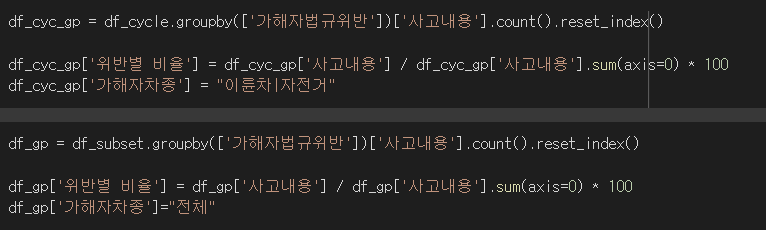 df_cyc_gp = df_cycle.groupby(['가해자법규위반'])['사고내용'].count().reset_index()
df_cyc_gp['위반별 비율'] = df_cyc_gp['사고내용'] / df_cyc_gp['사고내용'].sum(axis=0) * 100
df_cyc_gp['가해자차종'] = "이륜차|자전거"
df_gp = df_subset.groupby(['가해자법규위반'])['사고내용'].count().reset_index()
df_gp['위반별 비율'] = df_gp['사고내용'] / df_gp['사고내용'].sum(axis=0) * 100
df_gp['가해자차종']="전체"